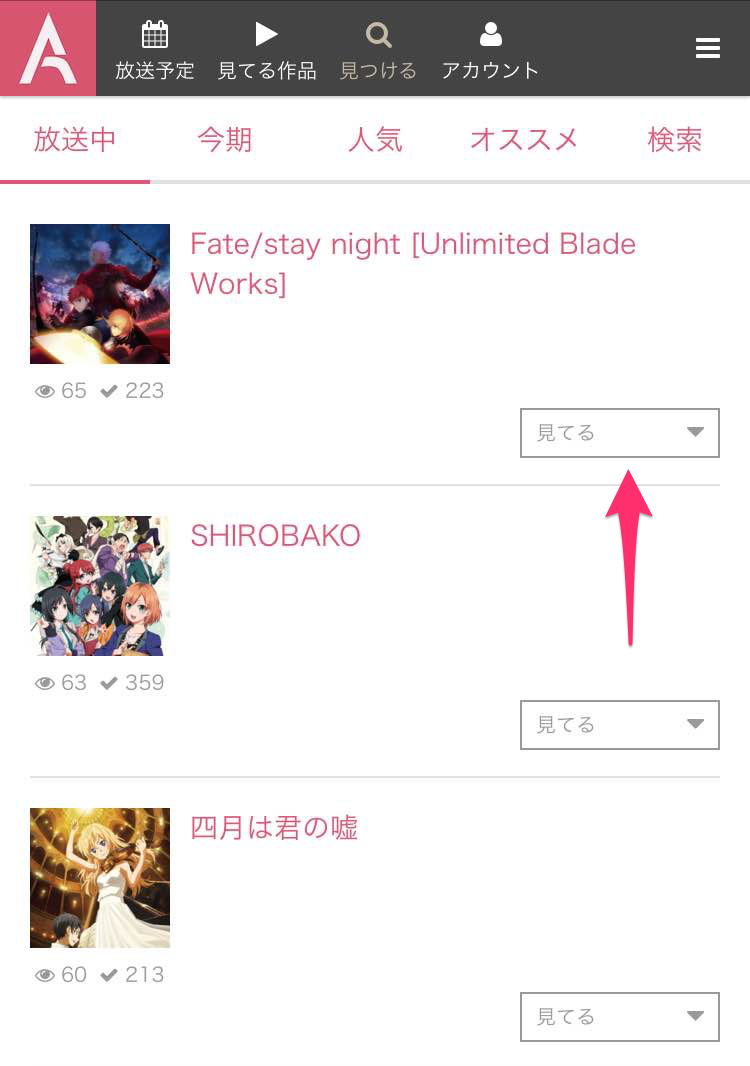 放送予定 見てる作品 見つける アカウント
放送中 今期 人気 オススメ 検索
Fate/stay night [Unlimited Blade
Works]
65 223
見てる
SHIROBAKO
63 359
見てる
四月は君の嘘
60 213
見てる